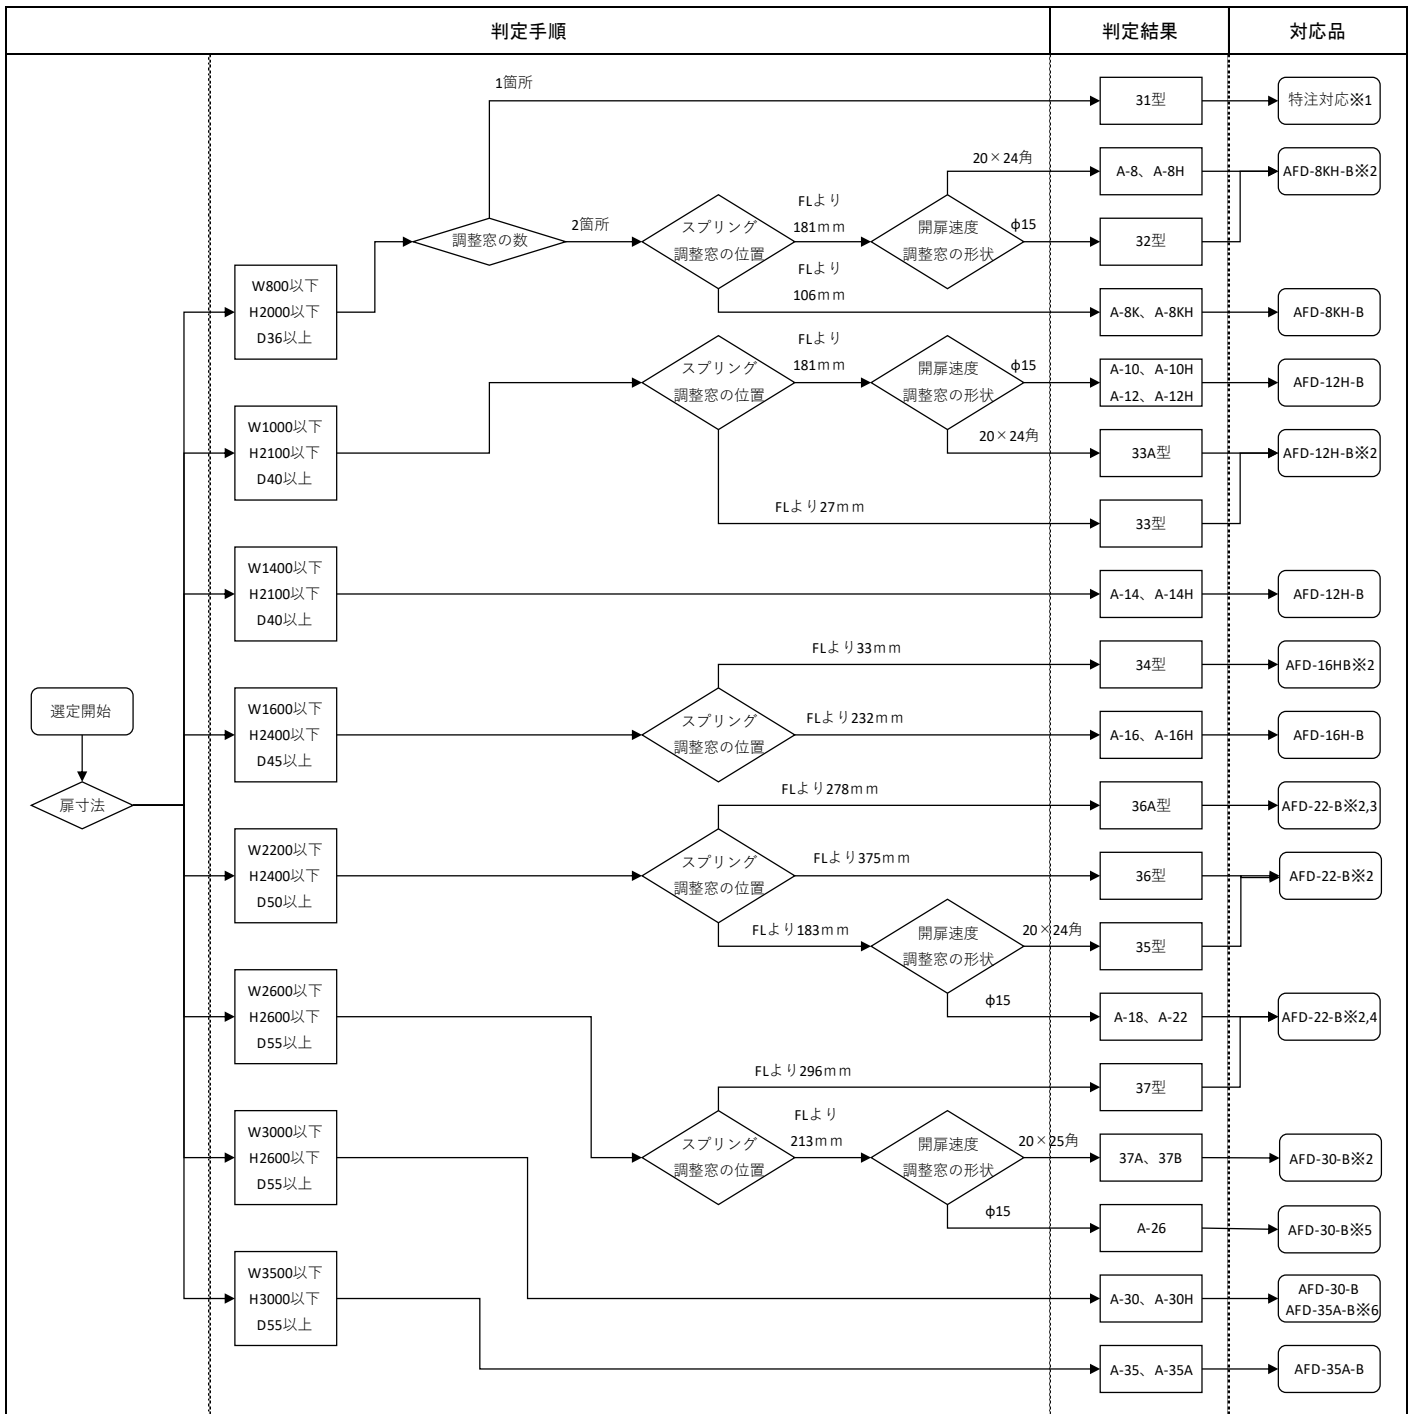 判定手順
判定結果
対応品
1箇所
31型
特注対応※1
20×24角
A-8、A-8H
AFD-8KH-B※2
調整窓の数
2箇所
スプリング
調整窓の位置
FLより
181mm
開扉速度
調整窓の形状
φ15
32型
FLより
106mm
A-8K、A-8KH
AFD-8KH-B
W800以下
H2000以下
D36以上
スプリング
調整窓の位置
FLより
181mm
開扉速度
調整窓の形状
φ15
A-10、A-10H
A-12、A-12H
AFD-12H-B
W1000以下
H2100以下
D40以上
20×24角
33A型
AFD-12H-B※2
FLより27mm
33型
W1400以下
H2100以下
D40以上
A-14、A-14H
AFD-12H-B
FLより33mm
34型
AFD-16HB※2
選定開始
W1600以下
H2400以下
D45以上
スプリング
調整窓の位置
FLより232mm
A-16、A-16H
AFD-16H-B
扉寸法
FLより278mm
36A型
AFD-22-B※2,3
W2200以下
H2400以下
D50以上
スプリング
調整窓の位置
FLより375mm
36型
AFD-22-B※2
FLより183mm
開扉速度
調整窓の形状
20×24角
35型
W2600以下
H2600以下
D55以上
φ15
A-18、A-22
AFD-22-B※2,4
FLより296mm
37型
W3000以下
H2600以下
D55以上
スプリング
調整窓の位置
FLより
213mm
開扉速度
調整窓の形状
20×25角
37A、37B
AFD-30-B※2
φ15
A-26
AFD-30-B※5
W3500以下
H3000以下
D55以上
A-30、A-30H
AFD-30-B
AFD-35A-B※6
A-35、A-35A
AFD-35A-B